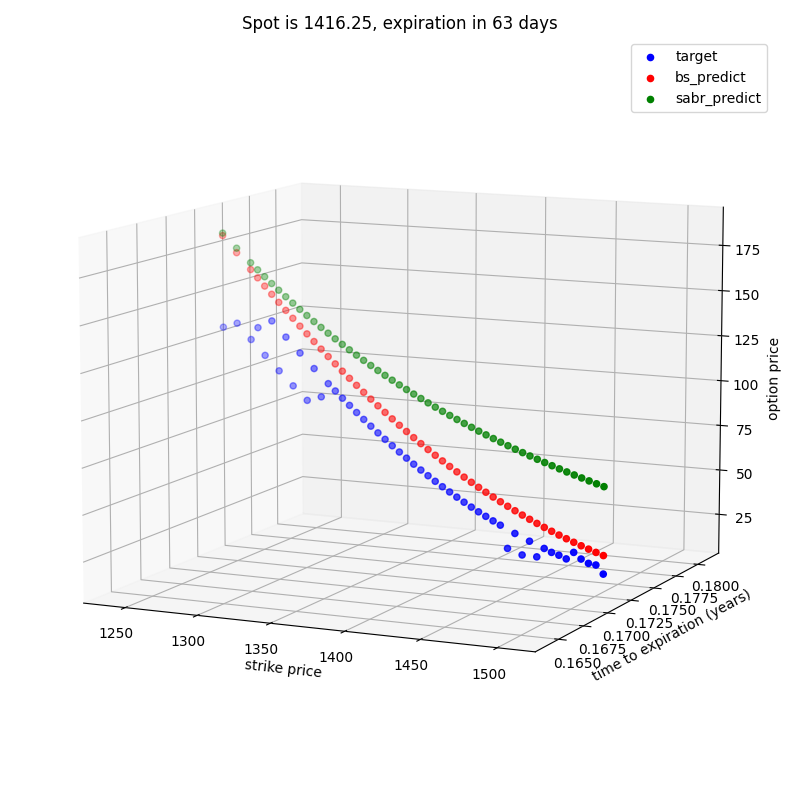 Spot is 1416.25, expiration in 63 days
target
bs_predict
sabr_predict
175
150
125
100
75
50
25
option price
0.1800
0.1775
0.1750
0.1725
0.1700
0.1675
0.1650
time to expiration (years)
1250
1300
1350
1400
1450
1500
strike price